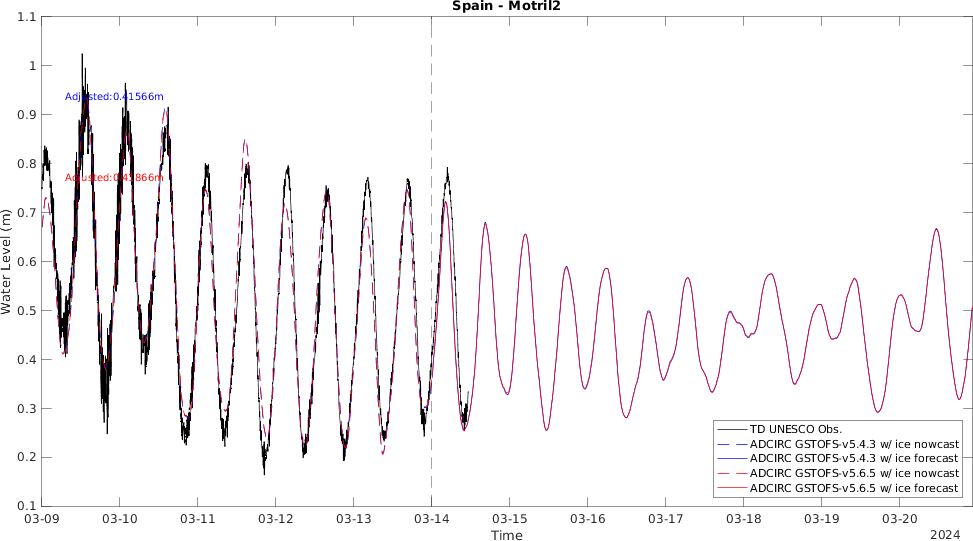 Spain - Motril2
1.1
1
0.9
0.8
0.7
0.6
0.5
0.4
0.3
0.2
0.1
Water Level (m)
Adjusted:0.41566m
Adjusted:0.45866m
TD UNESCO Obs.
ADCIRC GSTOFS-v5.4.3 w/ ice nowcast
ADCIRC GSTOFS-v5.4.3 w/ ice forecast
ADCIRC GSTOFS-v5.6.5 w/ ice nowcast
ADCIRC GSTOFS-v5.6.5 w/ ice forecast
03-09 03-10 03-11 03-12 03-13 03-14 03-15 03-16 03-17 03-18 03-19 03-20
Time
2024